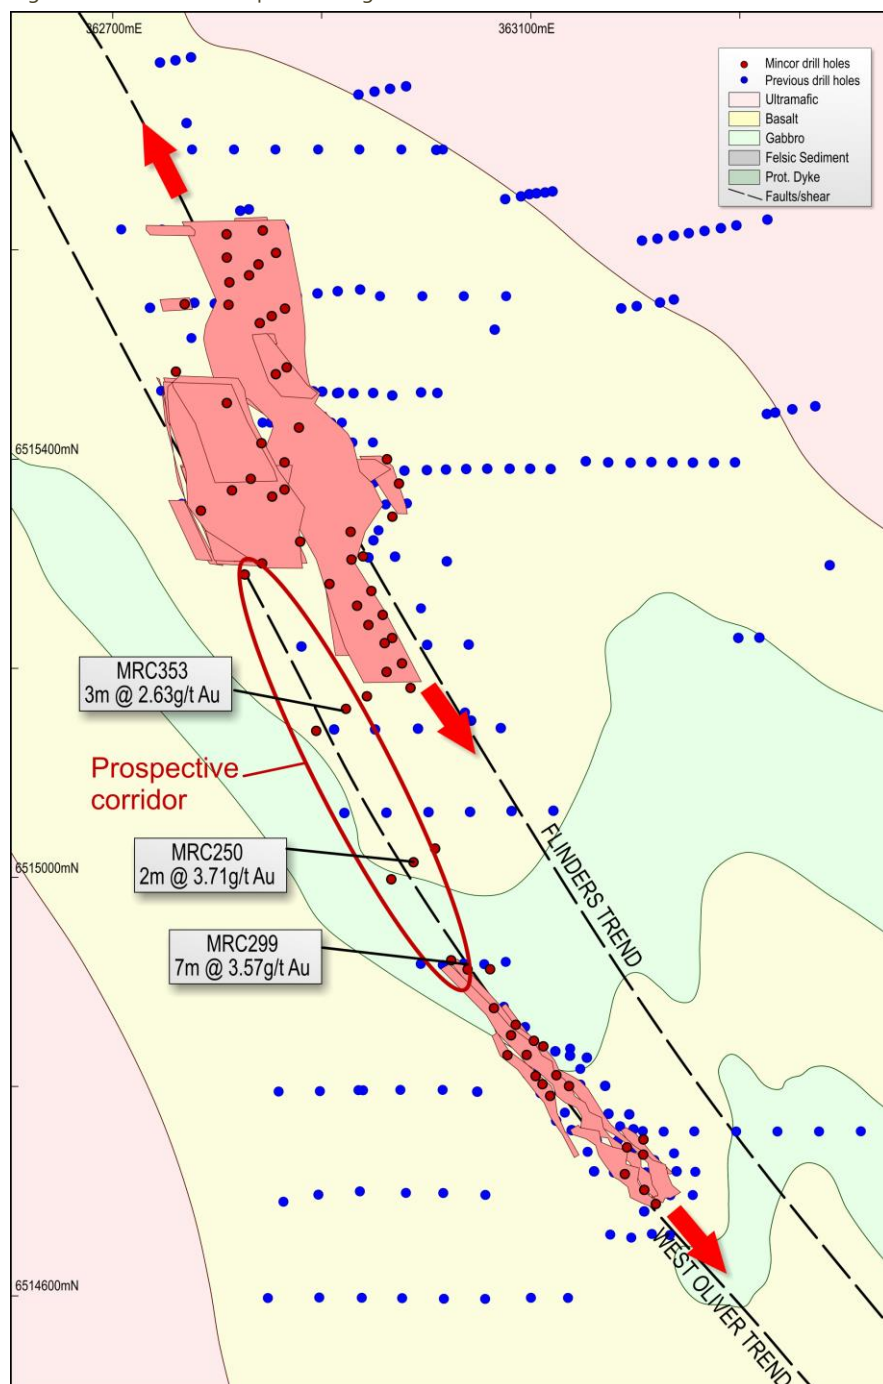 362700mE
363100mE
Mincor drill holes
Previous drill holes
Ultramafic
Basalt
Gabbro
Felsic Sediment
Prot. Dyke
Faults/shear
6515400mN
MRC353
3m @ 2.63g/t Au
Prospective
corridor
MRC250
2m @ 3.71g/t Au
6515000mN
FLINDERS TREND
MRC299
7m @ 3.57g/t Au
WEST OLIVER TREND
6514600mN